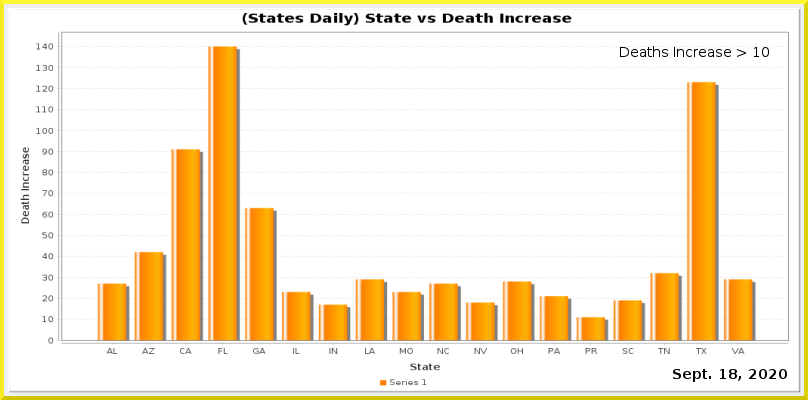 (States Daily) State vs Death Increase
Deaths Increase > 10
140
130
120
110
100
90
80
70
60
50
40
30
20
10
0
Death Increase
AL AZ CA FL GA IL IN LA MO NC NV OH PA PR SC TN TX VA
State
Sept. 18, 2020
Series 1